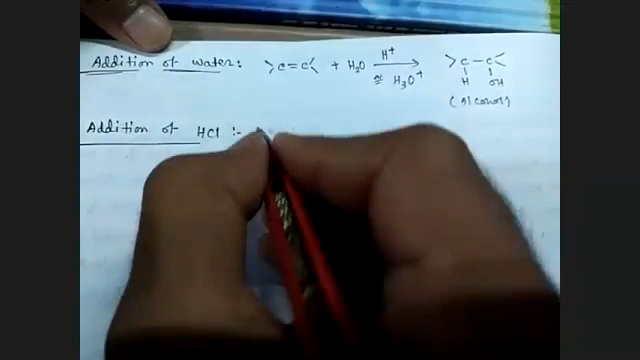 Addition of water: >C=C< + H2O H+ → >C-C<
≅ H3O+ H OH
(Alcohol)
Addition of HCl :-